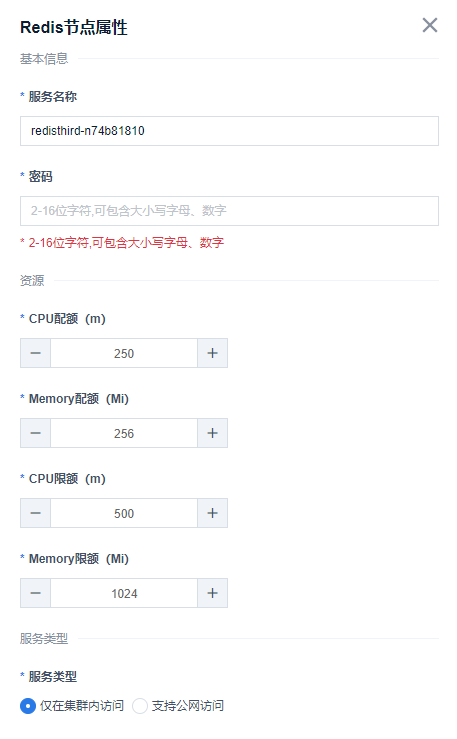 Redis节点属性
基本信息
* 服务名称
redisthird-n74b81810
* 密码
2-16位字符,可包含大小写字母、数字
* 2-16位字符,可包含大小写字母、数字
资源
* CPU配额（m）
250
* Memory配额（Mi）
256
* CPU限额（m）
500
* Memory限额（Mi）
1024
服务类型
* 服务类型
仅在集群内访问 支持公网访问